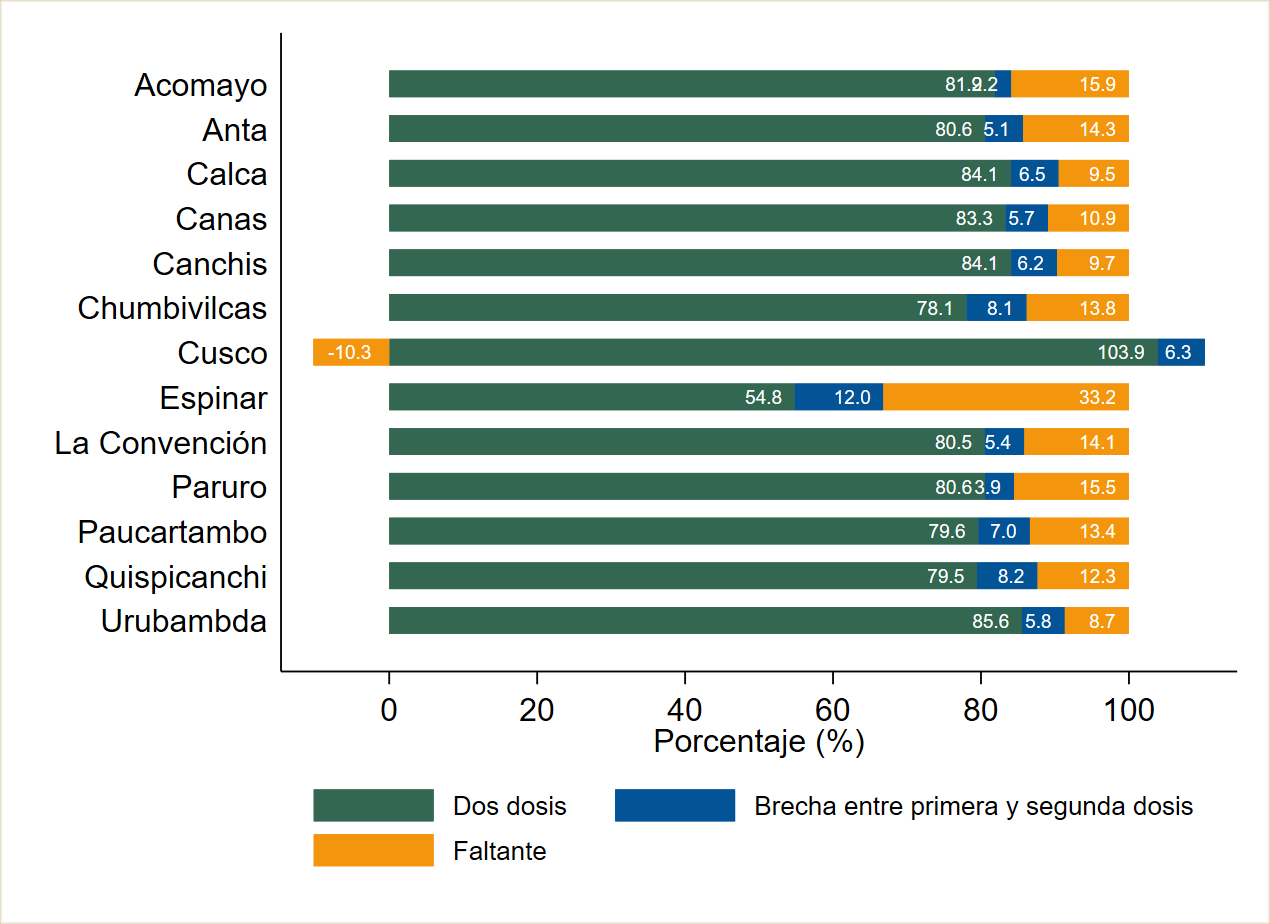 Acomayo 81.9 2.2 15.9
Anta 80.6 5.1 14.3
Calca 84.1 6.5 9.5
Canas 83.3 5.7 10.9
Canchis 84.1 6.2 9.7
Chumbivilcas 78.1 8.1 13.8
-10.3 Cusco 103.9 6.3
Espinar 54.8 12.0 33.2
La Convención 80.5 5.4 14.1
Paruro 80.6 3.9 15.5
Paucartambo 79.6 7.0 13.4
Quispicanchi 79.5 8.2 12.3
Urubambda 85.6 5.8 8.7
0 20 40 60 80 100
Porcentaje (%)
Dos dosis Brecha entre primera y segunda dosis
Faltante